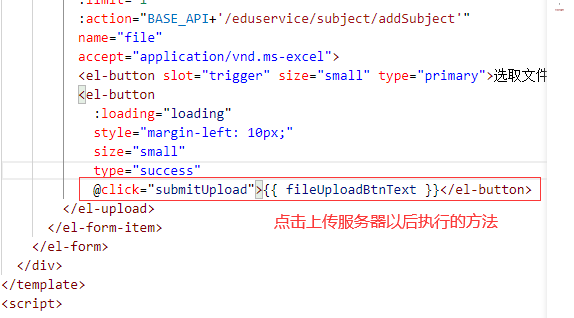 :limit="1"
:action="BASE_API+'/eduservice/subject/addSubject'"
name="file"
accept="application/vnd.ms-excel">
<el-button slot="trigger" size="small" type="primary">选取文件
<el-button
:loading="loading"
style="margin-left: 10px;"
size="small"
type="success"
@click="submitUpload">{{ fileUploadBtnText }}</el-button>
</el-upload>
点击上传服务器以后执行的方法
</el-form-item>
</el-form>
</div>
</template>
<script>